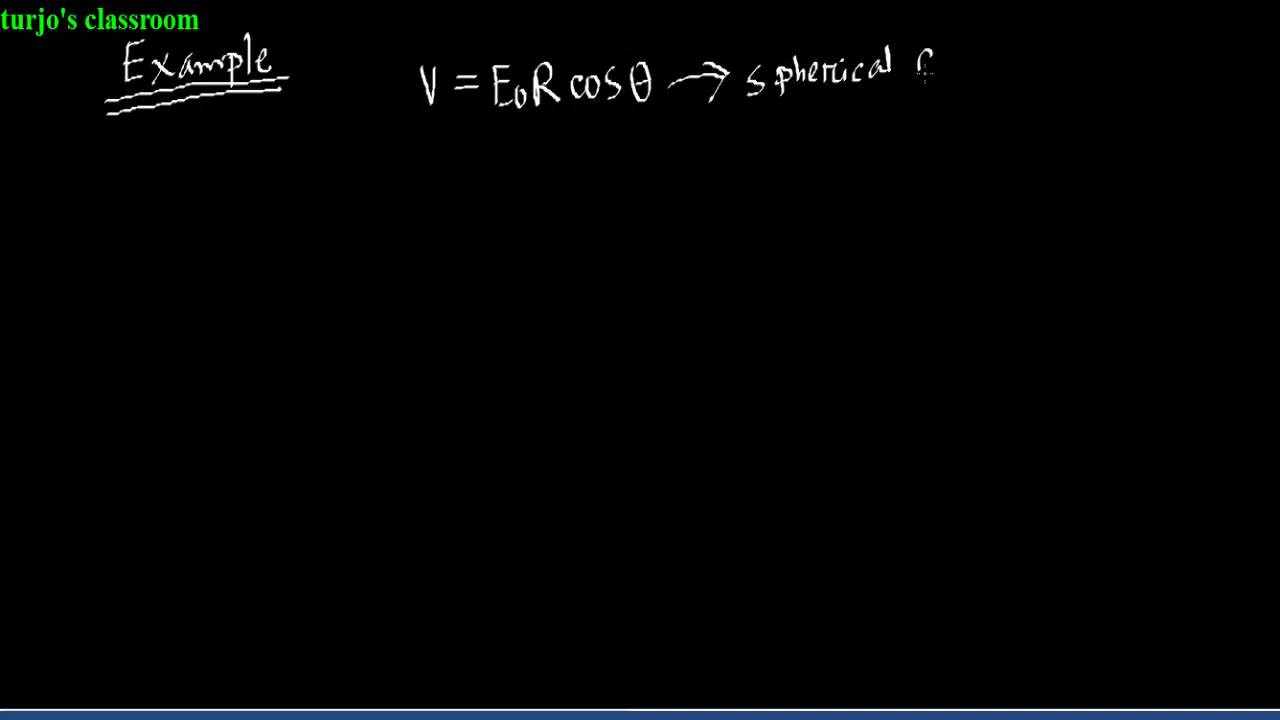 turjo's classroom
Example V = E₀R cosθ → spherical